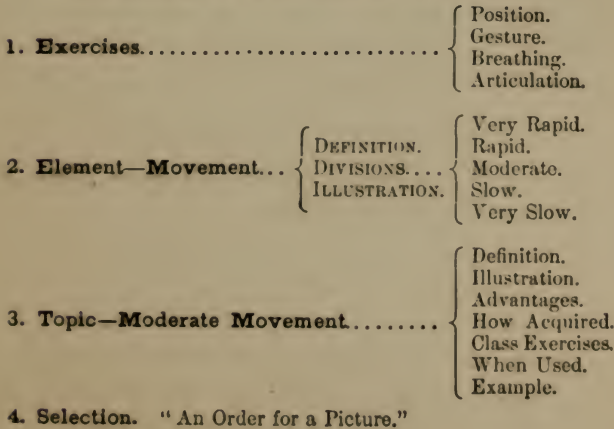 1. Exercises........................... { Position.
Gesture.
Breathing.
Articulation.
2. Element—Movement... { DEFINITION.
DIVISIONS.... {
ILLUSTRATION.
Very Rapid.
Rapid.
Moderate.
Slow.
Very Slow.
3. Topic—Moderate Movement......... {
Definition.
Illustration.
Advantages.
How Acquired.
Class Exercises.
When Used.
Example.
4. Selection. "An Order for a Picture."